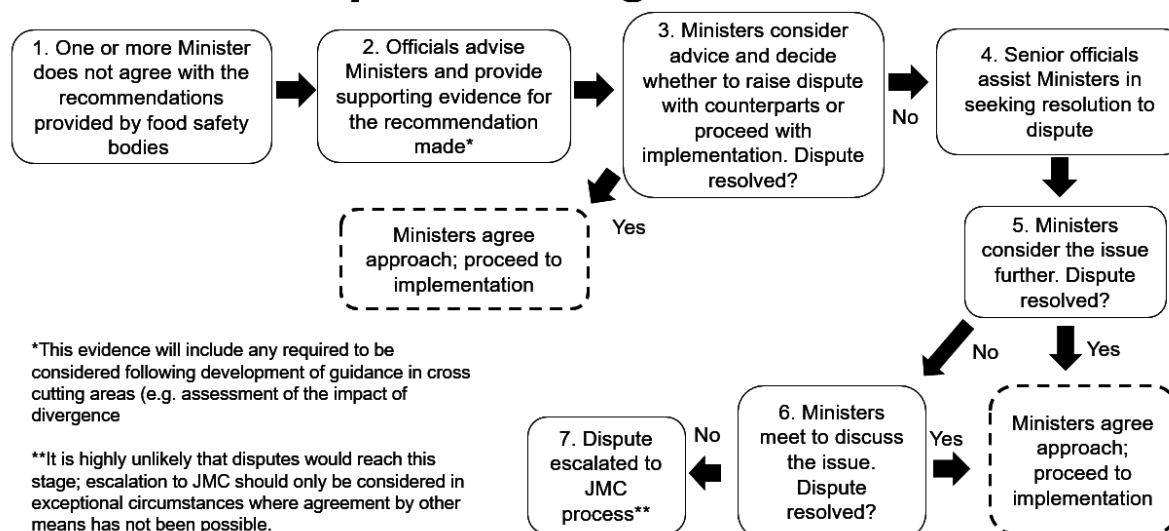 1. One or more Minister
does not agree with the
recommendations
provided by food safety
bodies
2. Officials advise
Ministers and provide
supporting evidence for
the recommendation
made*
3. Ministers consider
advice and decide
whether to raise dispute
with counterparts or
proceed with
implementation. Dispute
resolved?
No
4. Senior officials
assist Ministers in
seeking resolution to
dispute
Yes
Ministers agree
approach; proceed to
implementation
5. Ministers
consider the issue
further. Dispute
resolved?
No
Yes
*This evidence will include any required to be
considered following development of guidance in cross
cutting areas (e.g. assessment of the impact of
divergence
**It is highly unlikely that disputes would reach this
stage; escalation to JMC should only be considered in
exceptional circumstances where agreement by other
means has not been possible.
7. Dispute
escalated to
JMC
process**
No
6. Ministers
meet to discuss
the issue.
Dispute
resolved?
Yes
Ministers agree
approach;
proceed to
implementation